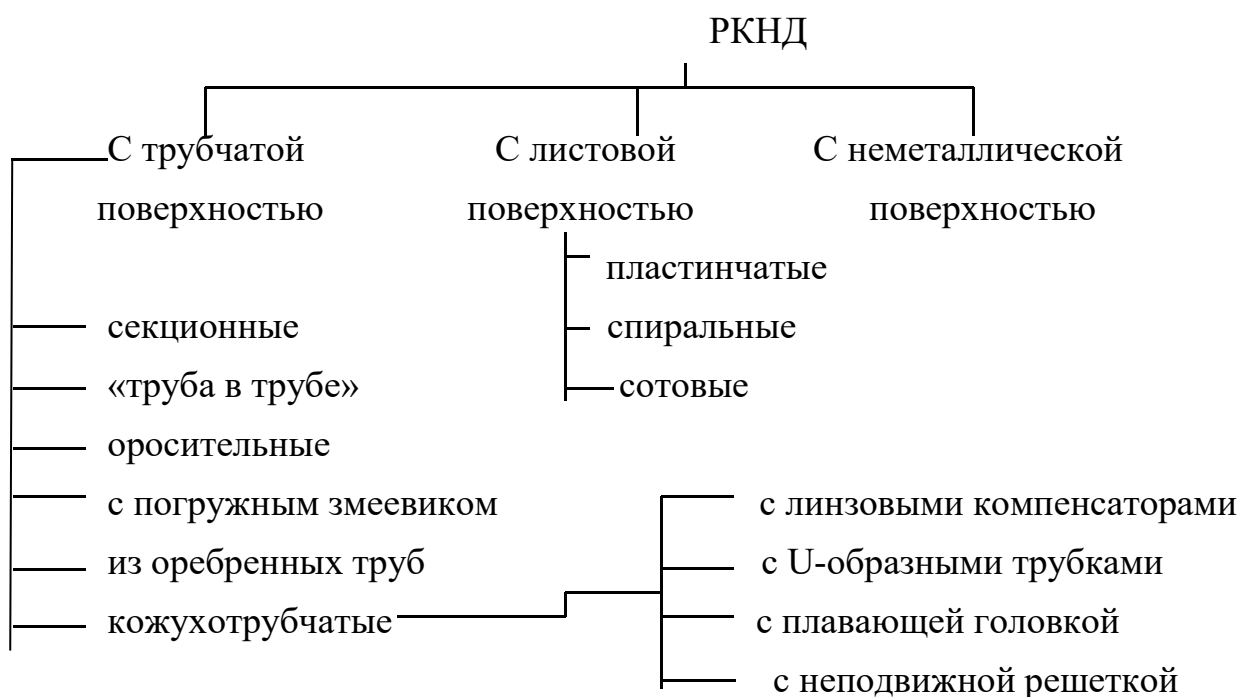 РКНД
С трубчатой
поверхностью
С листовой
поверхностью
С неметаллической
поверхностью
секционные
«труба в трубе»
оросительные
с погружным змеевиком
из оребренных труб
кожухотрубчатые
пластинчатые
спиральные
сотовые
с линзовыми компенсаторами
с U-образными трубками
с плавающей головкой
с неподвижной решеткой